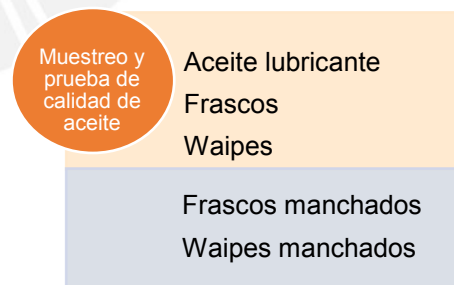 Muestreo y
prueba de
calidad de
aceite
Aceite lubricante
Frascos
Waipes
Frascos manchados
Waipes manchados